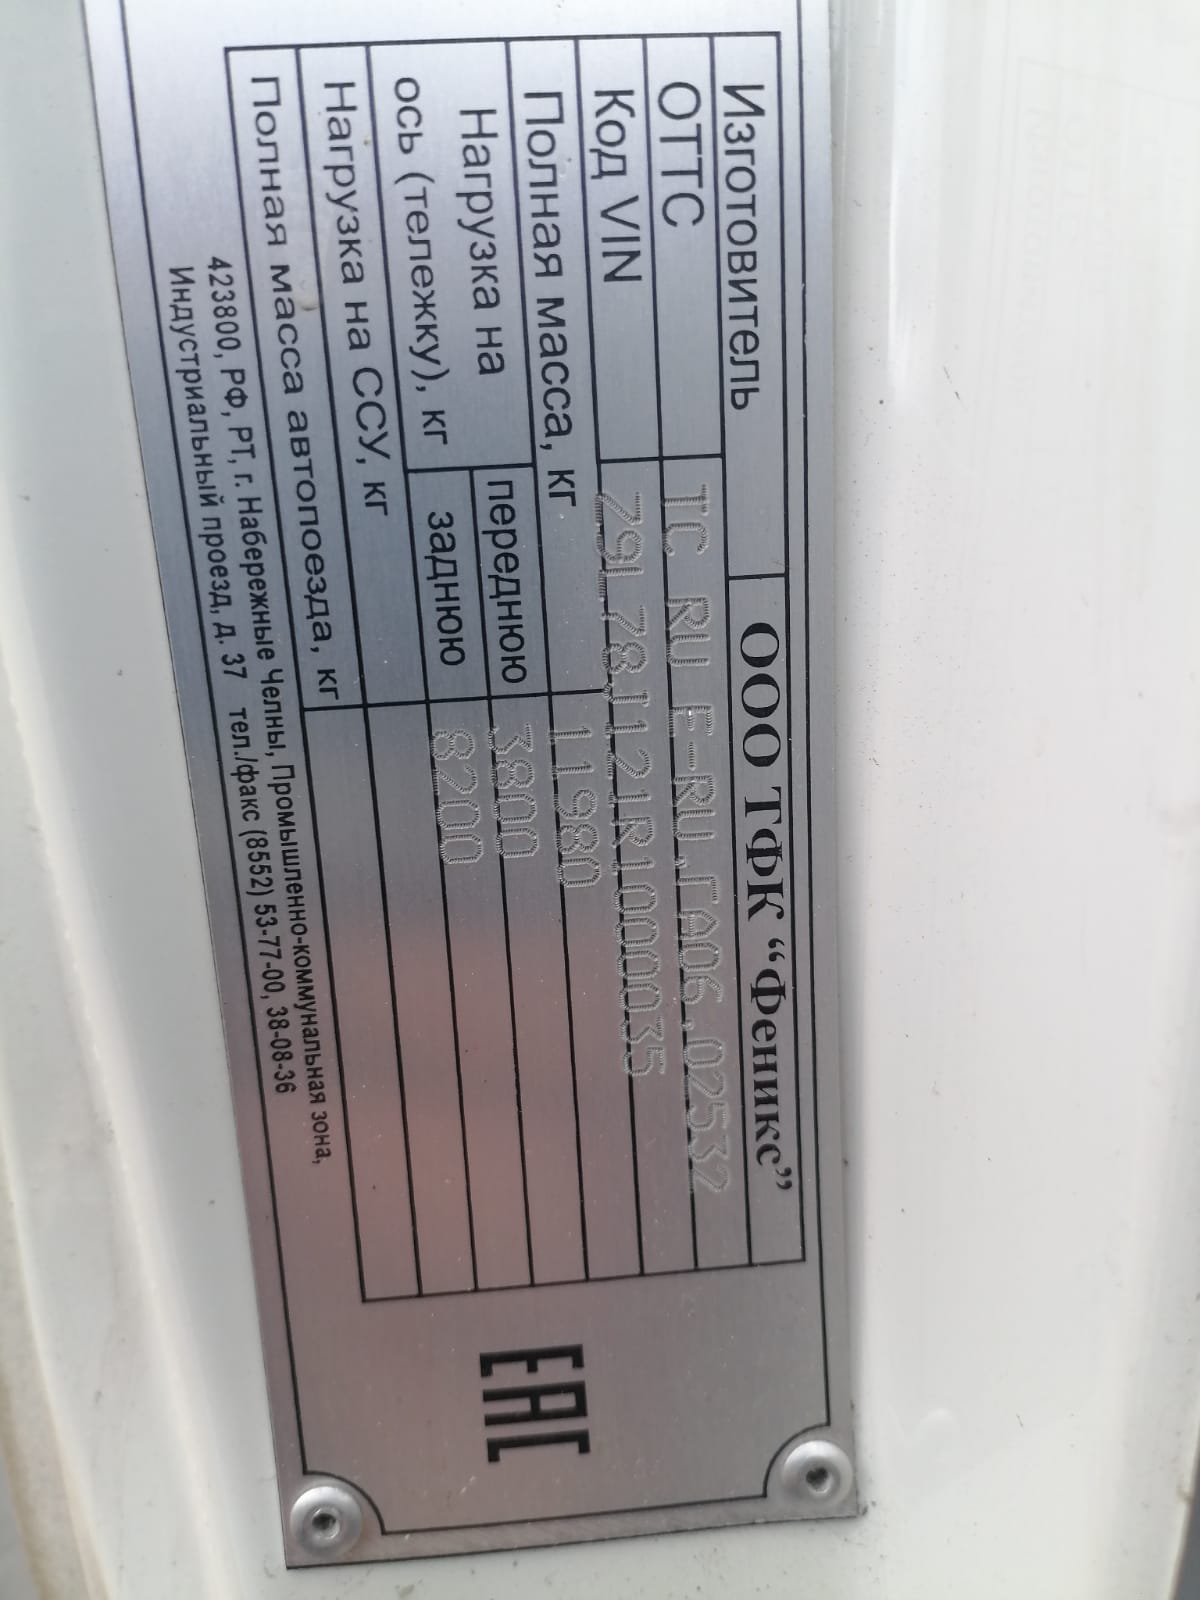 Изготовитель ООО ТФК “Феникс”
ОТТС ТС RU Е-RU.ГА06.02532
Код VIN
Полная масса, кг 11980
Нагрузка на переднюю 3800
ось (тележку), кг заднюю 8200
Нагрузка на ССУ, кг
Полная масса автопоезда, кг
423800, РФ, РТ, г. Набережные Челны, Промышленно-коммунальная зона,
Индустриальный проезд, д. 37 тел./факс (8552) 53-77-00, 38-08-36
EAC